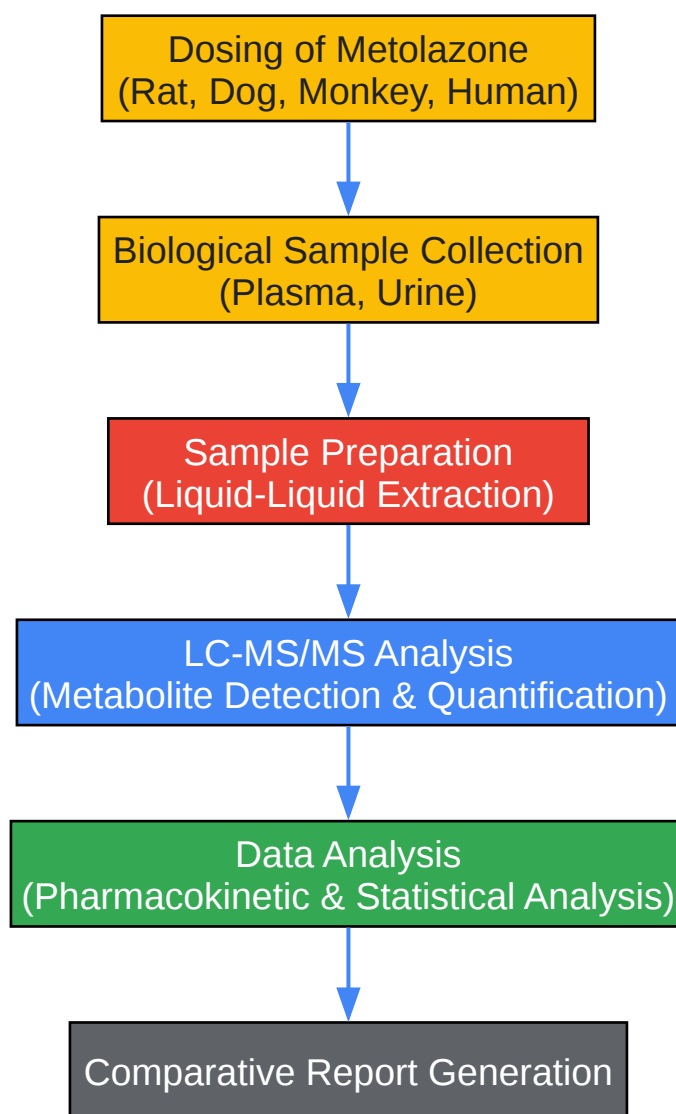 Dosing of Metolazone
(Rat, Dog, Monkey, Human)
Biological Sample Collection
(Plasma, Urine)
Sample Preparation
(Liquid-Liquid Extraction)
LC-MS/MS Analysis
(Metabolite Detection & Quantification)
Data Analysis
(Pharmacokinetic & Statistical Analysis)
Comparative Report Generation